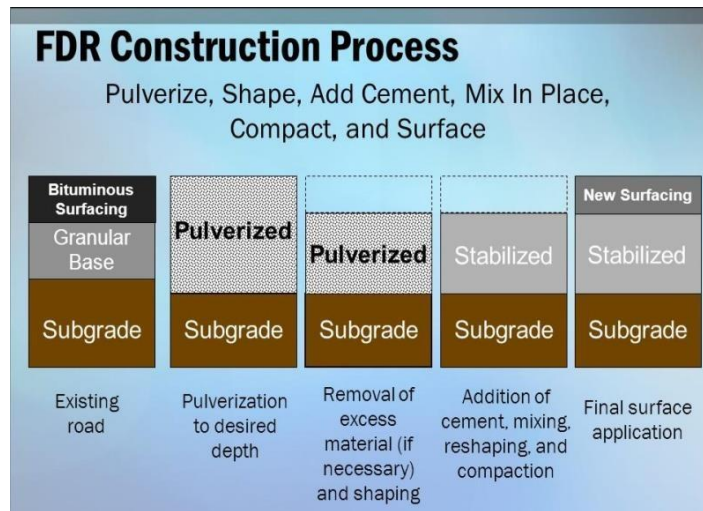 FDR Construction Process
Pulverize, Shape, Add Cement, Mix In Place,
Compact, and Surface
Bituminous
Surfacing
Granular
Base
Subgrade
Existing
road
Pulverized
Subgrade
Pulverization
to desired
depth
Pulverized
Subgrade
Removal of
excess
material (if
necessary)
and shaping
Stabilized
Subgrade
Addition of
cement, mixing,
reshaping, and
compaction
New Surfacing
Stabilized
Subgrade
Final surface
application